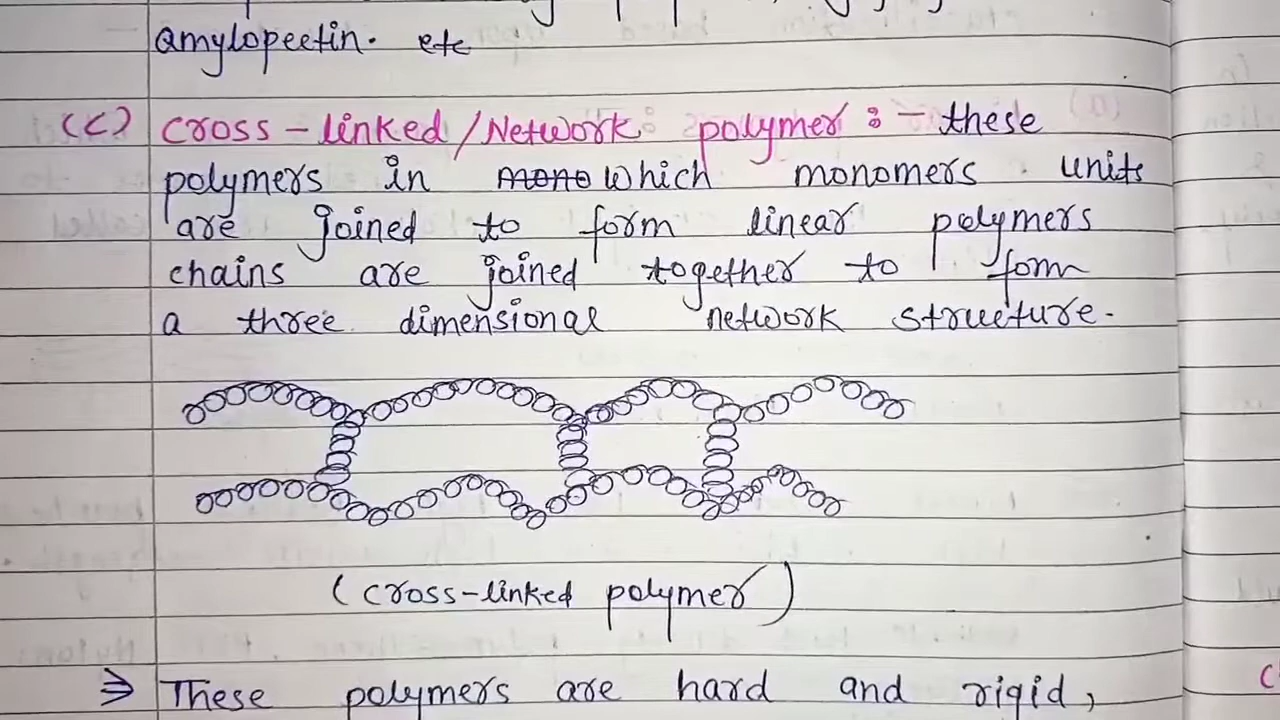 amylopectin. etc
(C) Cross-linked/Network polymer :- these
polymers in mono which monomers units
are joined to form linear polymers
chains are joined together to form
a three dimensional network structure.
(cross-linked polymer)
⇒ These polymers are hard and rigid,